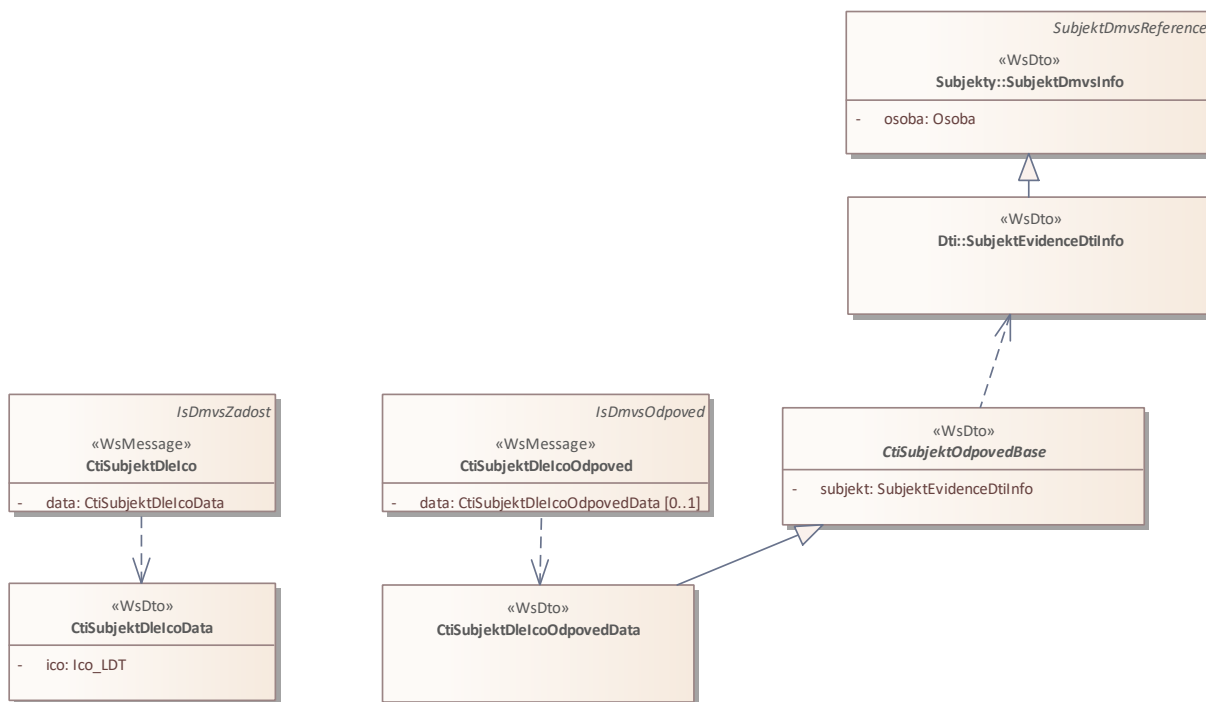 SubjektDmvsReference
«WsDto»
Subjekty::SubjektDmvsInfo
- osoba: Osoba
«WsDto»
Dti::SubjektEvidenceDtiInfo
IsDmvsZadost
«WsMessage»
CtiSubjektDleIco
- data: CtiSubjektDleIcoData
IsDmvsOdpoved
«WsMessage»
CtiSubjektDleIcoOdpoved
- data: CtiSubjektDleIcoOdpovedData [0..1]
«WsDto»
CtiSubjektOdpovedBase
- subjekt: SubjektEvidenceDtiInfo
«WsDto»
CtiSubjektDleIcoData
- ico: Ico_LDT
«WsDto»
CtiSubjektDleIcoOdpovedData